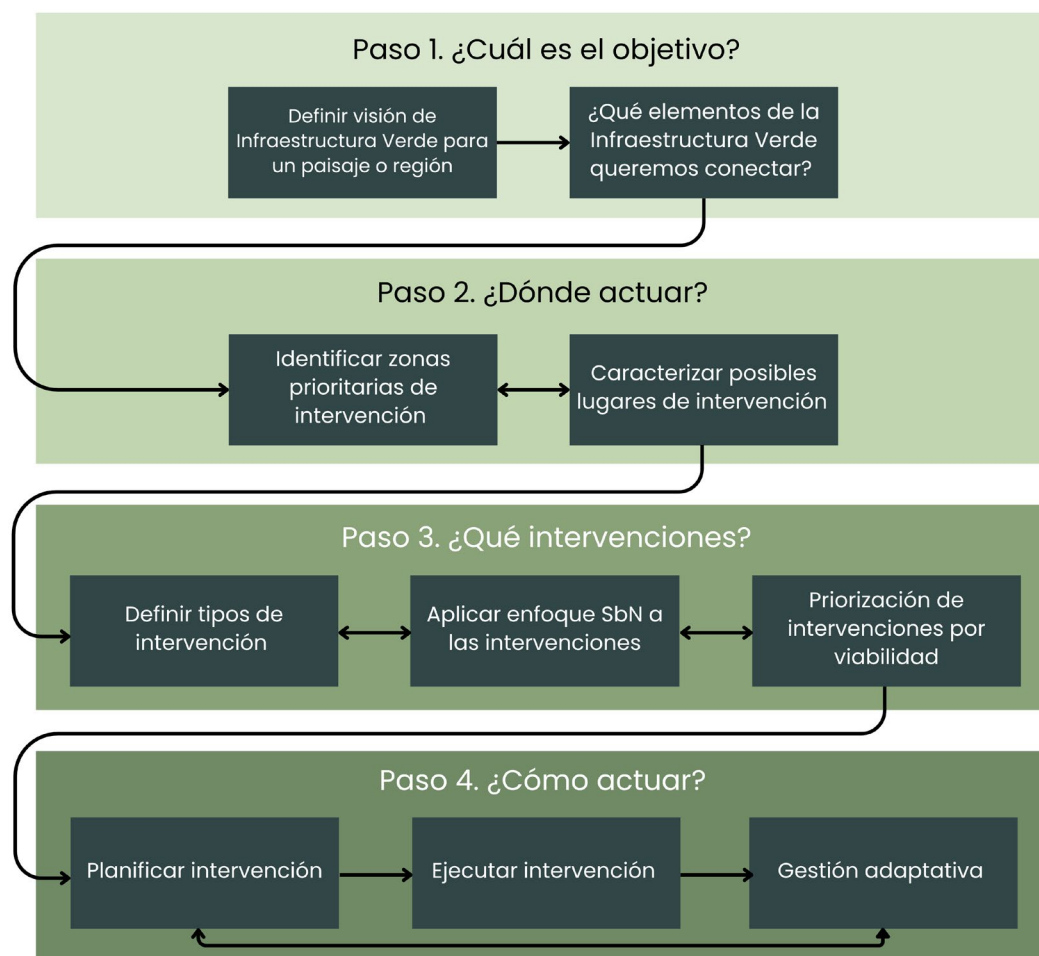 Paso 1. ¿Cuál es el objetivo?
Definir visión de
Infraestructura Verde para
un paisaje o región
¿Qué elementos de la
Infraestructura Verde
queremos conectar?
Paso 2. ¿Dónde actuar?
Identificar zonas
prioritarias de
intervención
Caracterizar posibles
lugares de intervención
Paso 3. ¿Qué intervenciones?
Definir tipos de
intervención
Aplicar enfoque SbN a
las intervenciones
Priorización de
intervenciones por
viabilidad
Paso 4. ¿Cómo actuar?
Planificar intervención
Ejecutar intervención
Gestión adaptativa